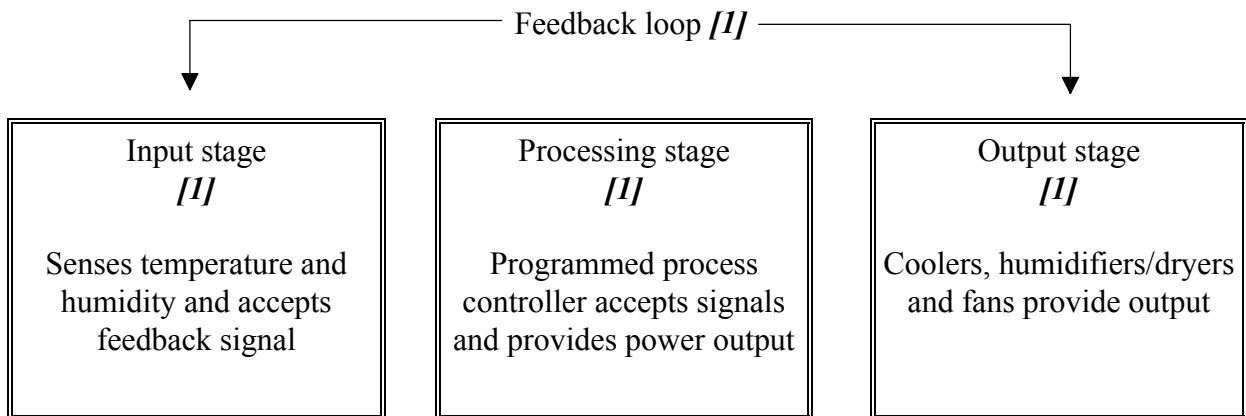 Feedback loop [1]
Input stage
[1]
Senses temperature and
humidity and accepts
feedback signal
Processing stage
[1]
Programmed process
controller accepts signals
and provides power output
Output stage
[1]
Coolers, humidifiers/dryers
and fans provide output